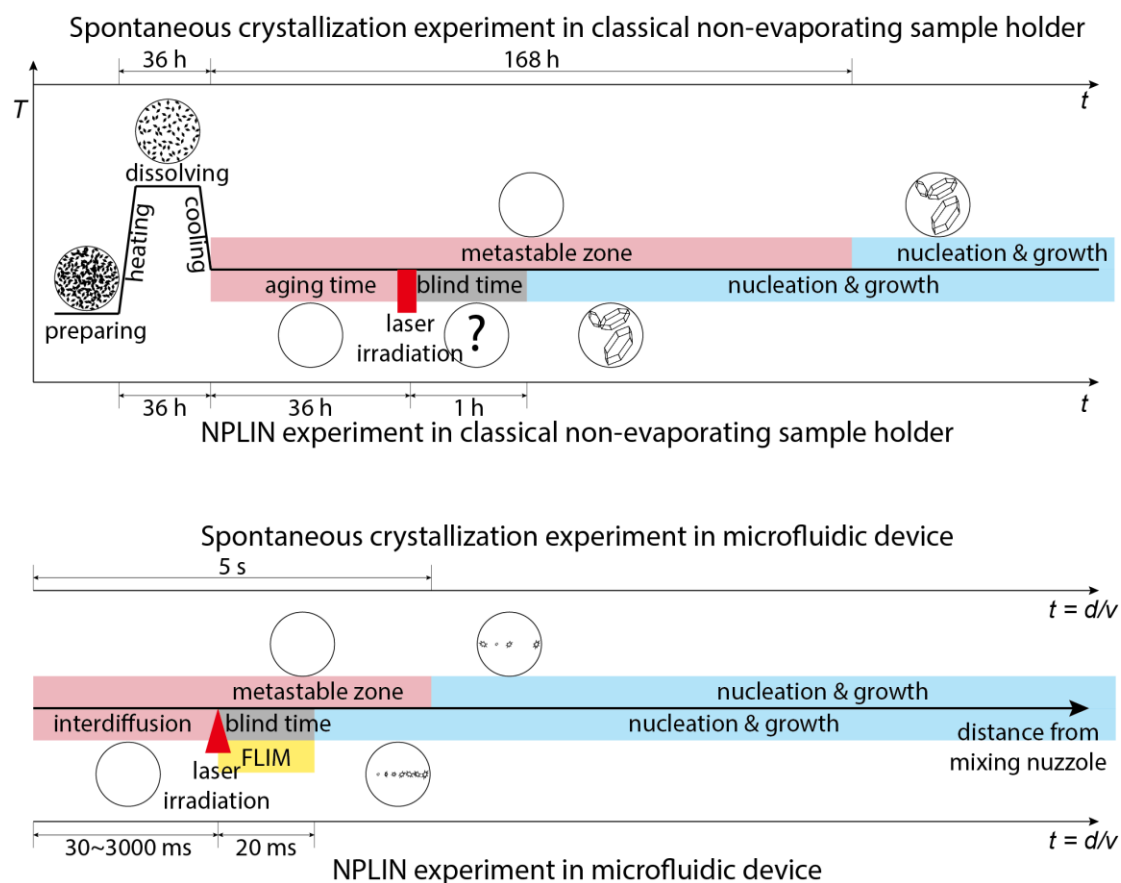 Spontaneous crystallization experiment in classical non-evaporating sample holder
36 h
168 h
T
t
dissolving
heating
cooling
metastable zone
nucleation & growth
aging time
blind time
nucleation & growth
preparing
laser
irradiation
?
36 h
36 h
1 h
t
NPLIN experiment in classical non-evaporating sample holder
Spontaneous crystallization experiment in microfluidic device
5 s
t = d/v
metastable zone
nucleation & growth
interdiffusion
blind time
nucleation & growth
distance from
mixing nuzzole
FLIM
laser
irradiation
30~3000 ms
20 ms
t = d/v
NPLIN experiment in microfluidic device